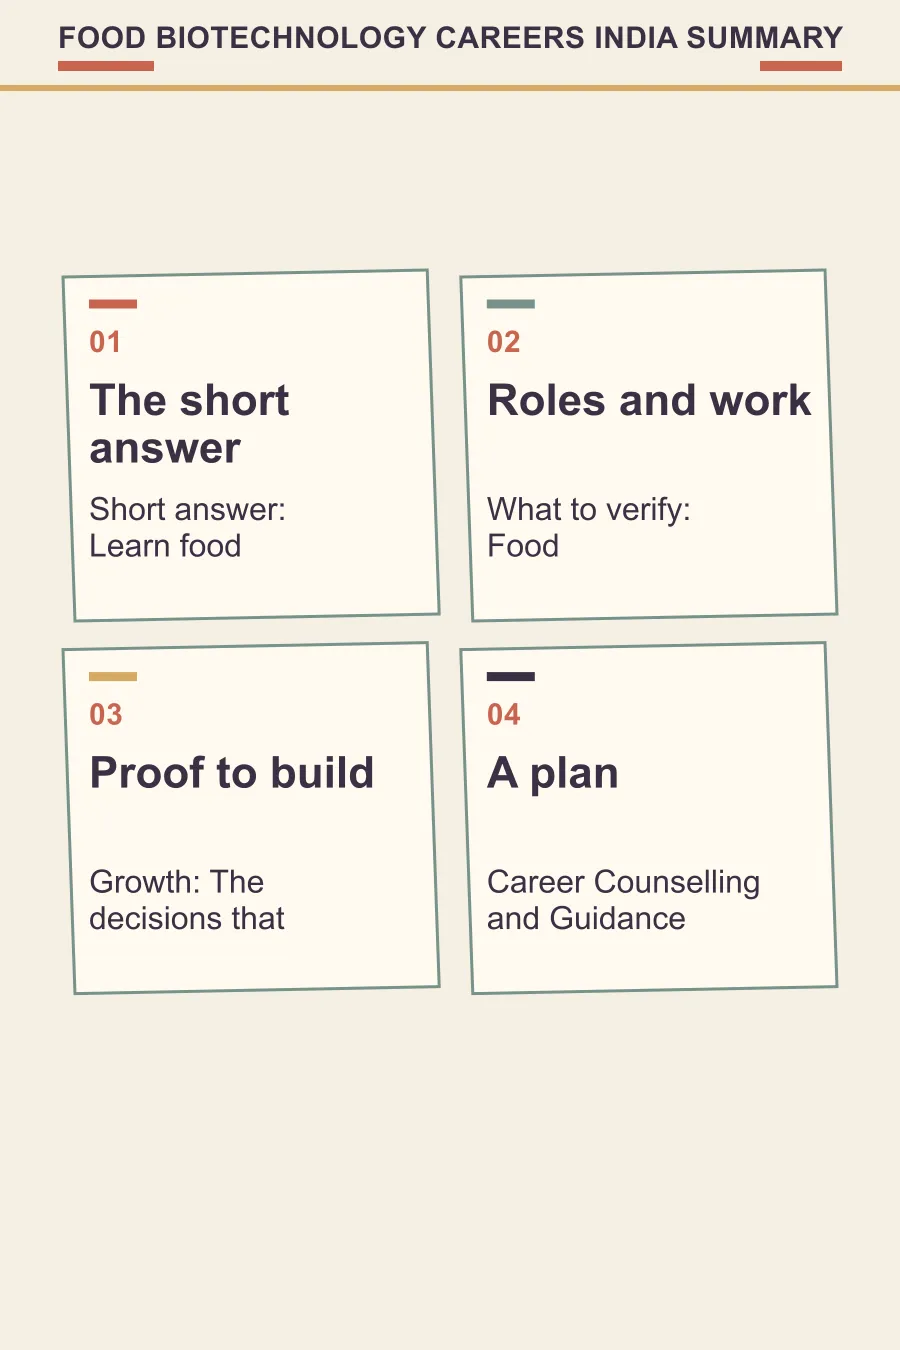 FOOD BIOTECHNOLOGY CAREERS INDIA SUMMARY
01
The short
answer
Short answer:
Learn food
02
Roles and work
What to verify:
Food
03
Proof to build
Growth: The
decisions that
04
A plan
Career Counselling
and Guidance